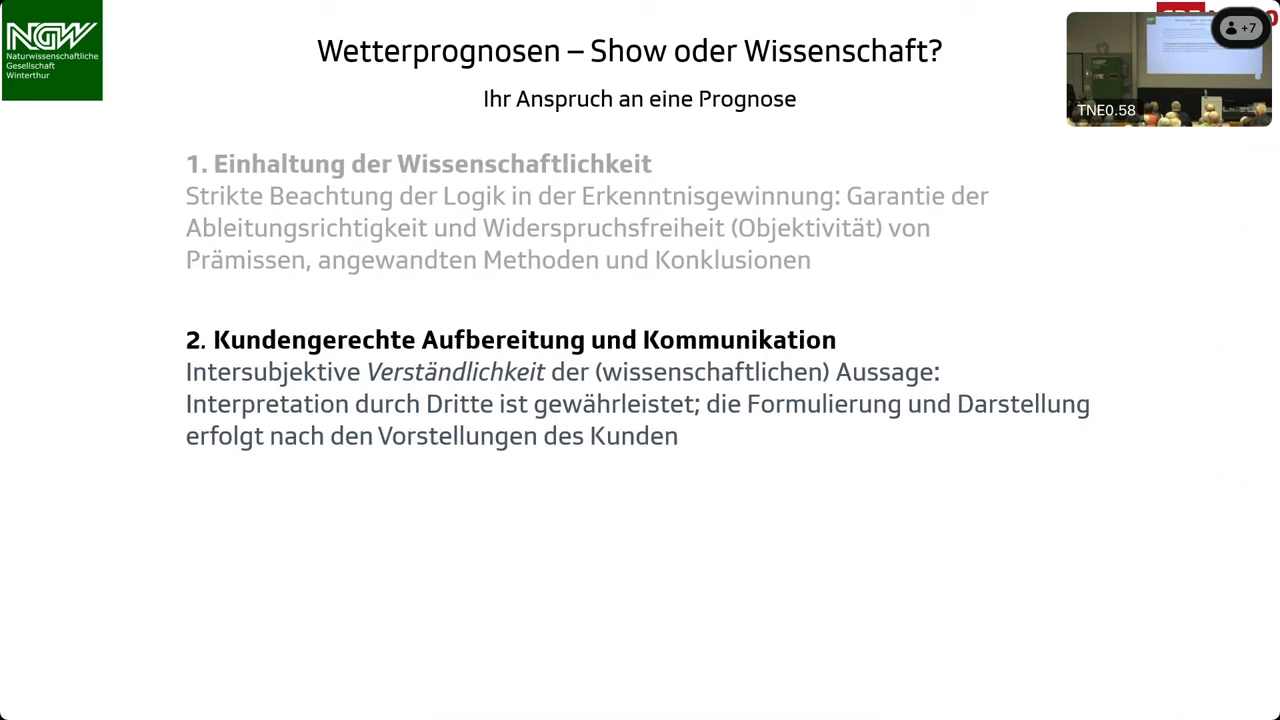 NGW
Naturwissenschaftliche
Gesellschaft
Winterthur
Wetterprognosen – Show oder Wissenschaft?
Ihr Anspruch an eine Prognose
+7
TNE0.58
1. Einhaltung der Wissenschaftlichkeit
Strikte Beachtung der Logik in der Erkenntnisgewinnung: Garantie der
Ableitungsrichtigkeit und Widerspruchsfreiheit (Objektivität) von
Prämissen, angewandten Methoden und Konklusionen
2. Kundengerechte Aufbereitung und Kommunikation
Intersubjektive Verständlichkeit der (wissenschaftlichen) Aussage:
Interpretation durch Dritte ist gewährleistet; die Formulierung und Darstellung
erfolgt nach den Vorstellungen des Kunden